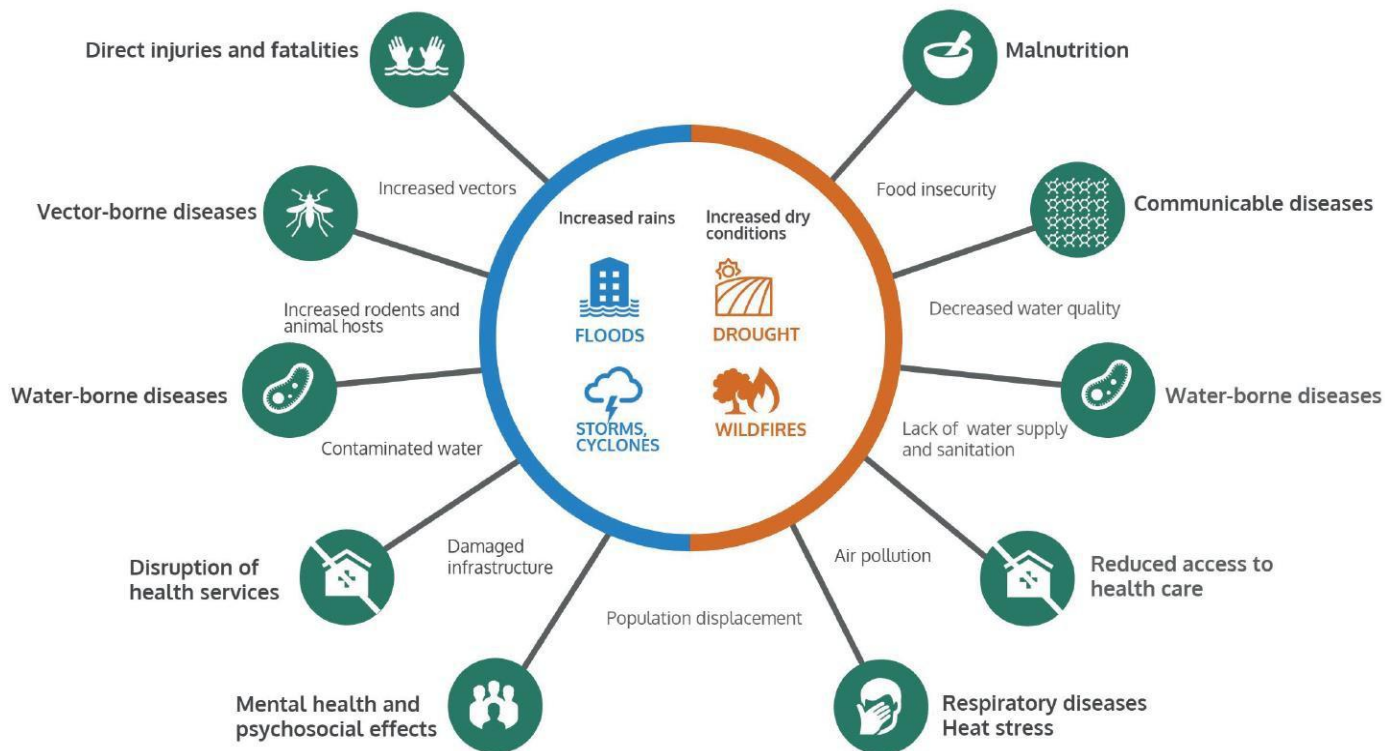 Direct injuries and fatalities
Malnutrition
Increased vectors
Food insecurity
Vector-borne diseases
Communicable diseases
Increased rains
Increased dry
conditions
Increased rodents and
animal hosts
Decreased water quality
FLOODS
DROUGHT
Water-borne diseases
Water-borne diseases
STORMS,
CYCLONES
WILDFIRES
Contaminated water
Lack of water supply
and sanitation
Damaged
infrastructure
Air pollution
Disruption of
health services
Reduced access to
health care
Population displacement
Mental health and
psychosocial effects
Respiratory diseases
Heat stress